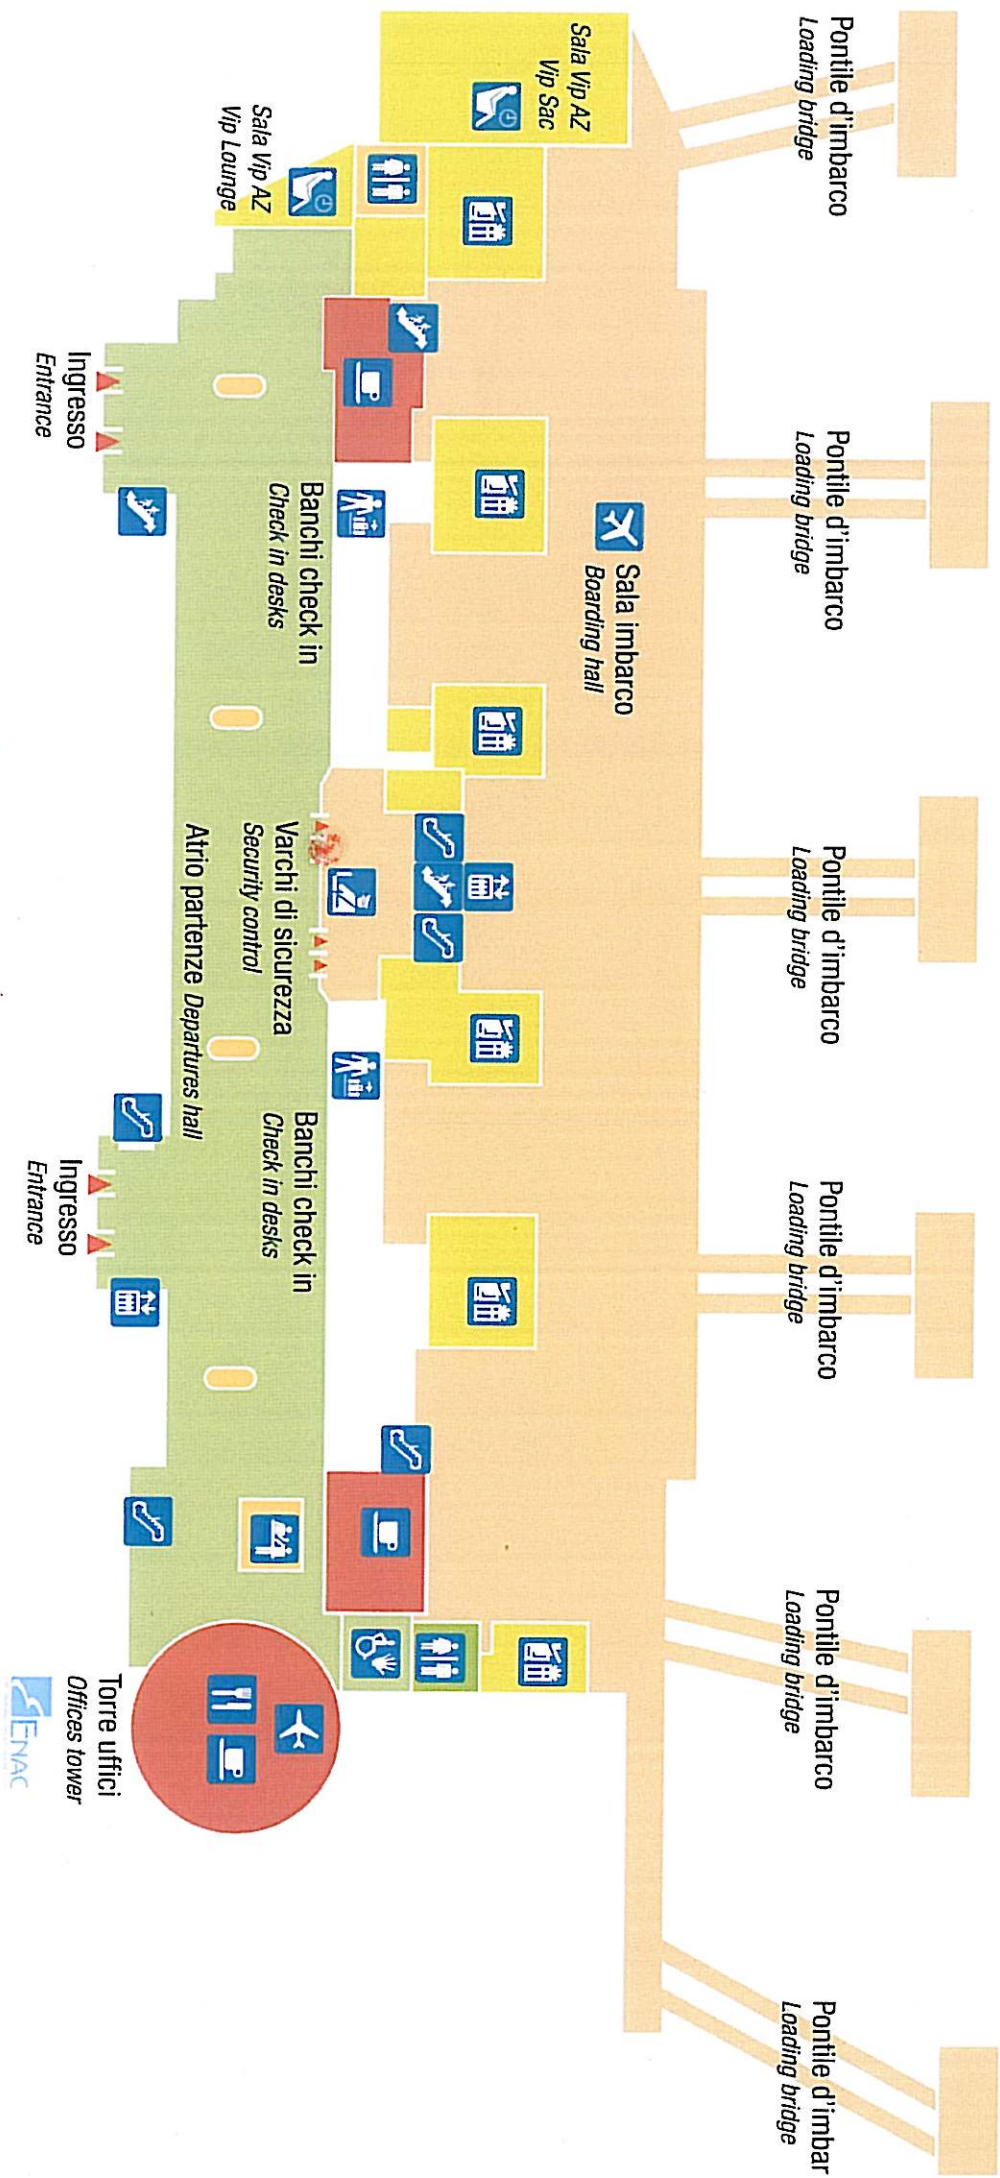 Pontile d'imbarco
Loading bridge
Pontile d'imbarco
Loading bridge
Pontile d'imbarco
Loading bridge
Pontile d'imbarco
Loading bridge
Pontile d'imbarco
Loading bridge
Pontile d'imbar
Loading bridge
Sala Vip AZ
Vip Sac
Sala imbarco
Boarding hall
Sala Vip AZ
Vip Lounge
Banchi check in
Check in desks
Varchi di sicurezza
Security control
Banchi check in
Check in desks
Atrio partenze Departures hall
Ingresso
Entrance
Ingresso
Entrance
Torre uffici
Offices tower
ENAC